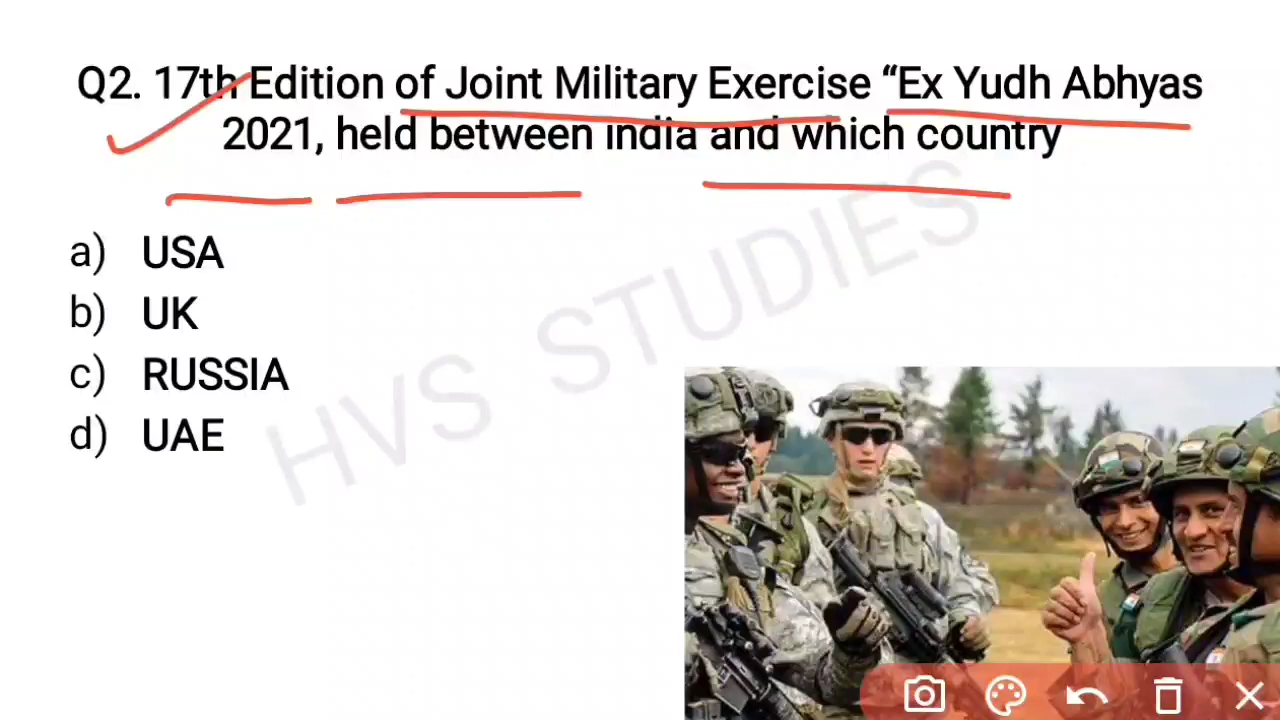 Q2. 17th Edition of Joint Military Exercise “Ex Yudh Abhyas
2021, held between india and which country
a) USA
b) UK
c) RUSSIA
d) UAE
HVS STUDIES